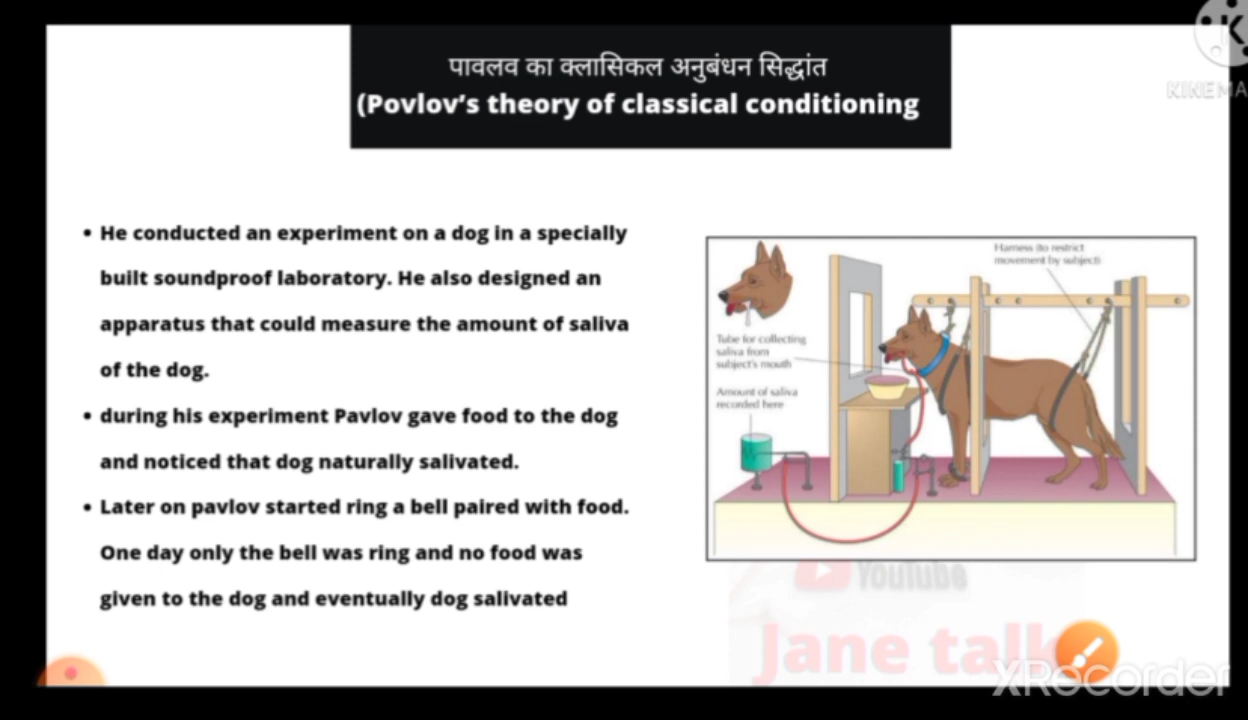 पावलव का क्लासिकल अनुबंधन सिद्धांत
(Povlov's theory of classical conditioning
K
KINEMA
• He conducted an experiment on a dog in a specially
built soundproof laboratory. He also designed an
apparatus that could measure the amount of saliva
of the dog.
• during his experiment Pavlov gave food to the dog
and noticed that dog naturally salivated.
• Later on pavlov started ring a bell paired with food.
One day only the bell was ring and no food was
given to the dog and eventually dog salivated
Harness (to restrict
movement by subject)
Tube for collecting
saliva from
subject's mouth
Amount of saliva
recorded here
YouTube
Jane talk
XRecorder